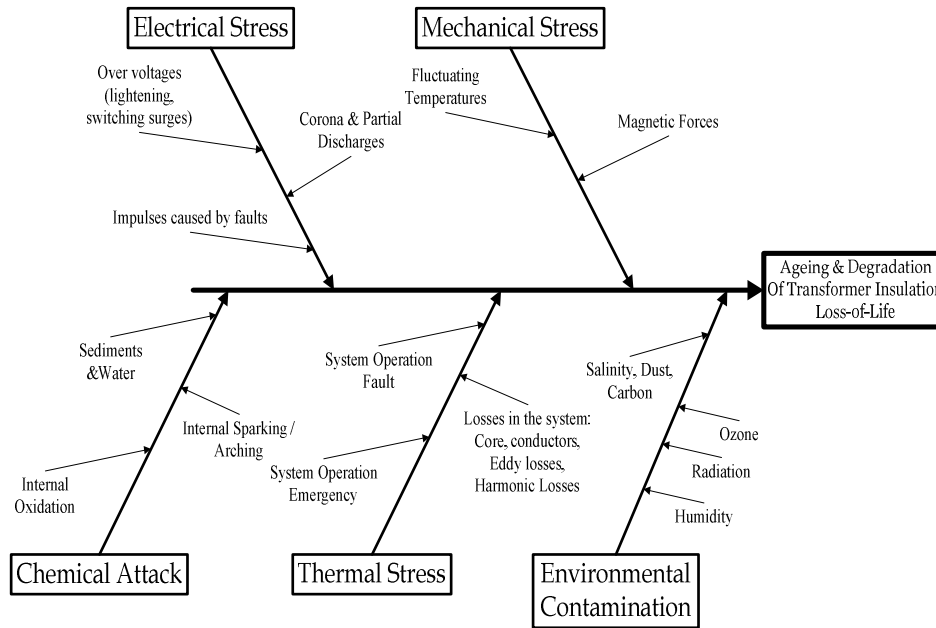 Electrical Stress
Mechanical Stress
Over voltages
(lightening,
switching surges)
Corona & Partial
Discharges
Impulses caused by faults
Fluctuating
Temperatures
Magnetic Forces
Ageing & Degradation
Of Transformer Insulation
Loss-of-Life
Sediments
&Water
Internal Sparking /
Arching
Internal
Oxidation
System Operation
Fault
Losses in the system:
Core, conductors,
Eddy losses,
Harmonic Losses
System Operation
Emergency
Salinity, Dust,
Carbon
Ozone
Radiation
Humidity
Chemical Attack
Thermal Stress
Environmental
Contamination